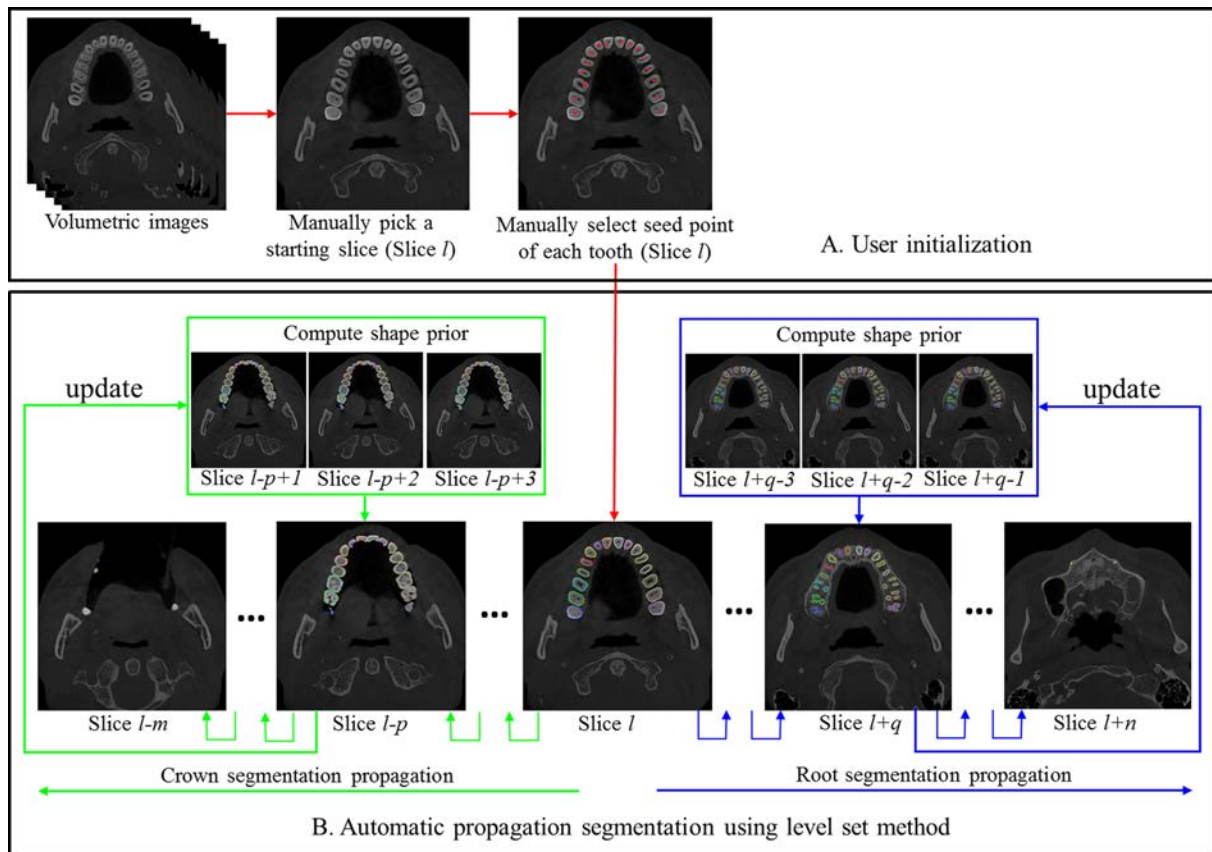 Volumetric images
Manually pick a
starting slice (Slice l)
Manually select seed point
of each tooth (Slice l)
A. User initialization
Compute shape prior
Compute shape prior
update
update
Slice l-p+1 Slice l-p+2 Slice l-p+3
Slice l+q-3 Slice l+q-2 Slice l+q-1
... ... ... ...
Slice l-m Slice l-p Slice l Slice l+q Slice l+n
Crown segmentation propagation
Root segmentation propagation
B. Automatic propagation segmentation using level set method